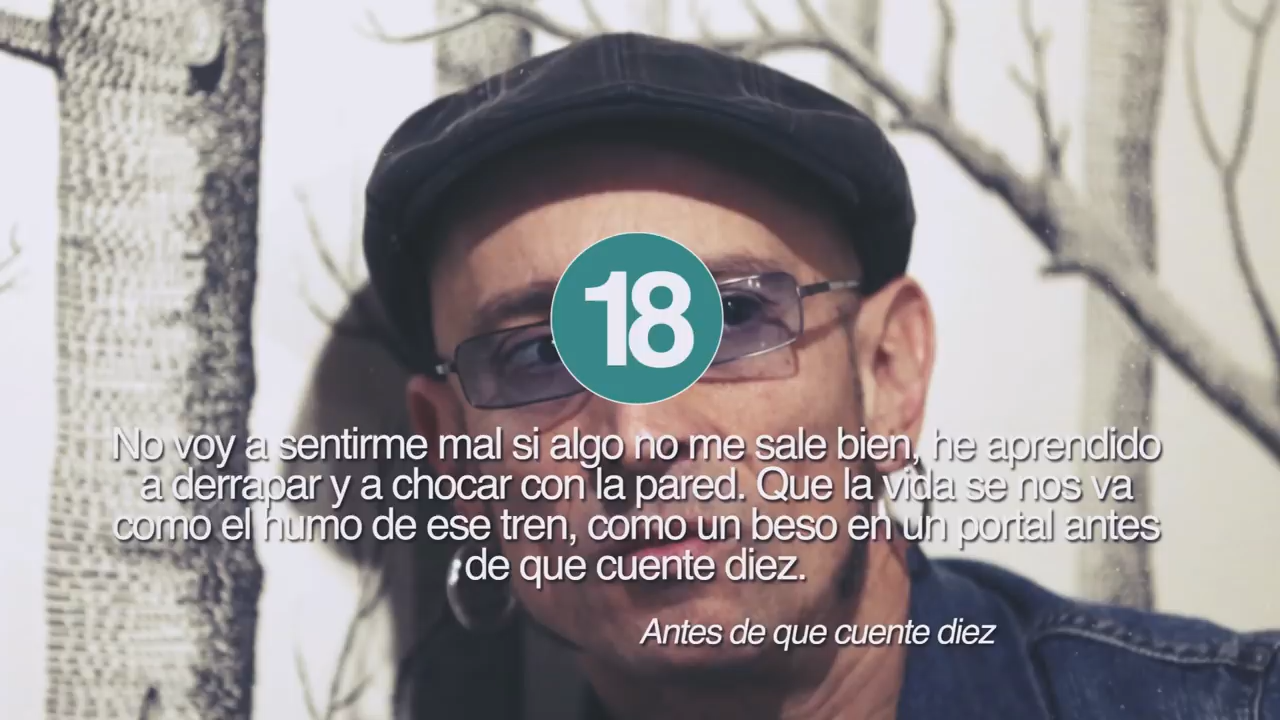 18
No voy a sentirme mal si algo no me sale bien, he aprendido
a derrapar y a chocar con la pared. Que la vida se nos va
como el humo de ese tren, como un beso en un portal antes
de que cuente diez.
Antes de que cuente diez